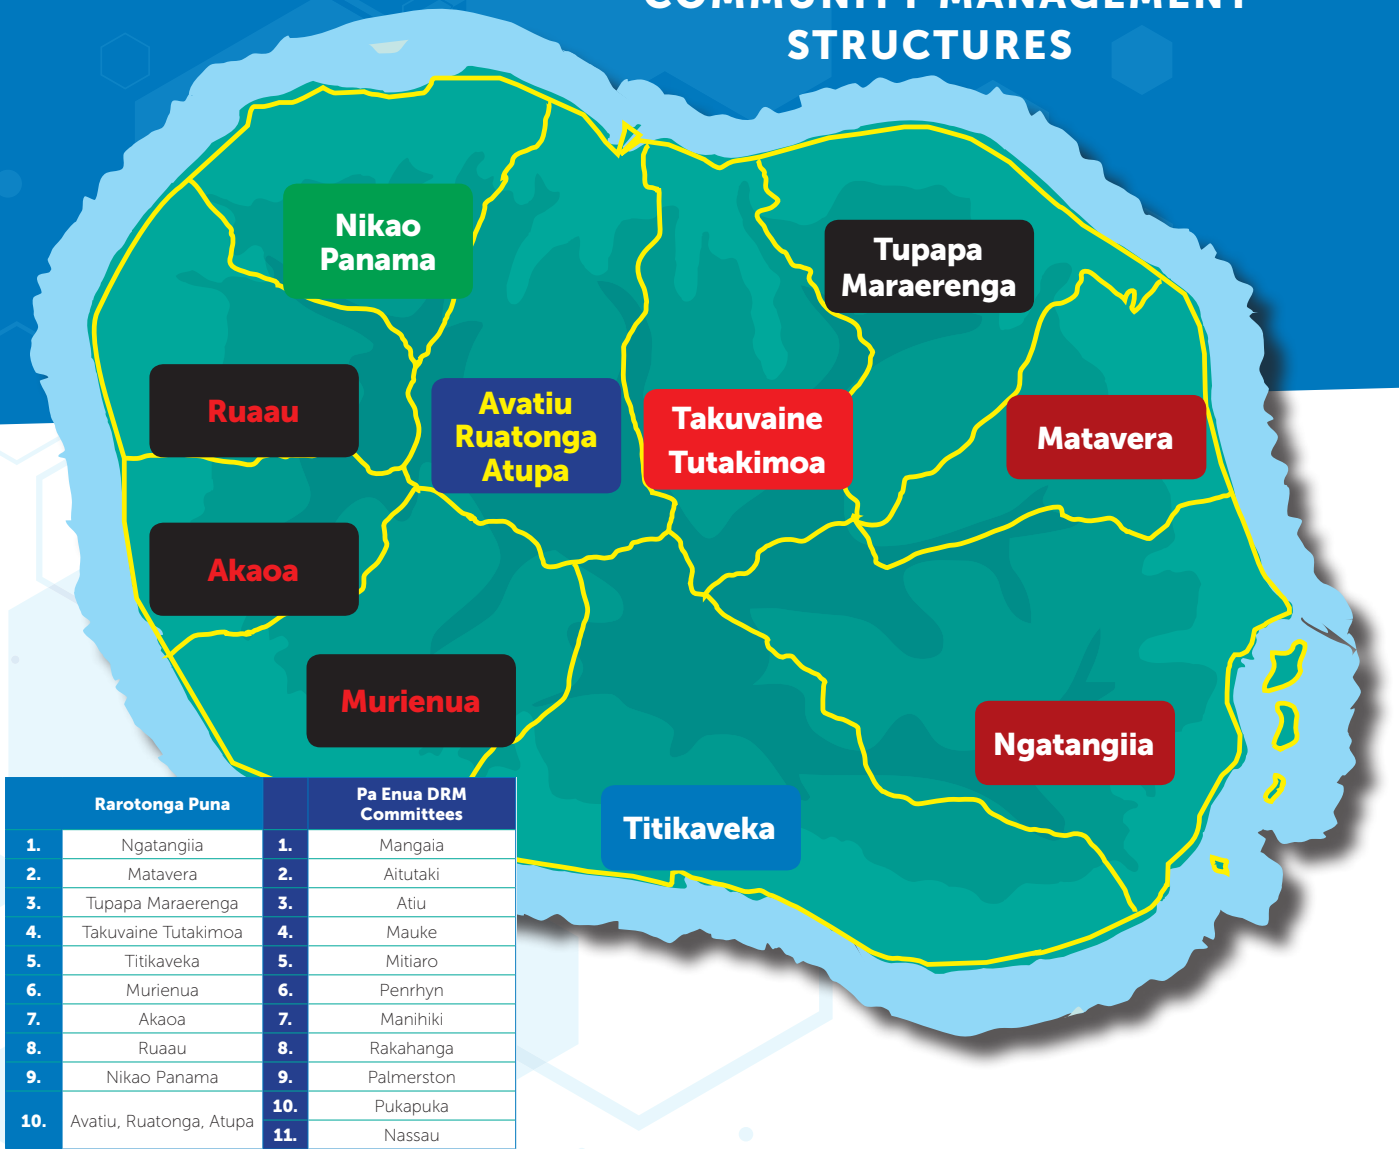 COMMUNITY MANAGEMENT
STRUCTURES
Nikao
Panama
Tupapa
Maraerenga
Ruaau
Avatiu
Ruatonga
Atupa
Takuvaine
Tutakimoa
Matavera
Akaoa
Murienua
Ngatangiia
Titikaveka
Rarotonga Puna Pa Enua DRM
Committees
1. Ngatangiia 1. Mangaia
2. Matavera 2. Aitutaki
3. Tupapa Maraerenga 3. Atiu
4. Takuvaine Tutakimoa 4. Mauke
5. Titikaveka 5. Mitiaro
6. Murienua 6. Penrhyn
7. Akaoa 7. Manihiki
8. Ruaau 8. Rakahanga
9. Nikao Panama 9. Palmerston
10. Avatiu, Ruatonga, Atupa 10. Pukapuka
11. Nassau